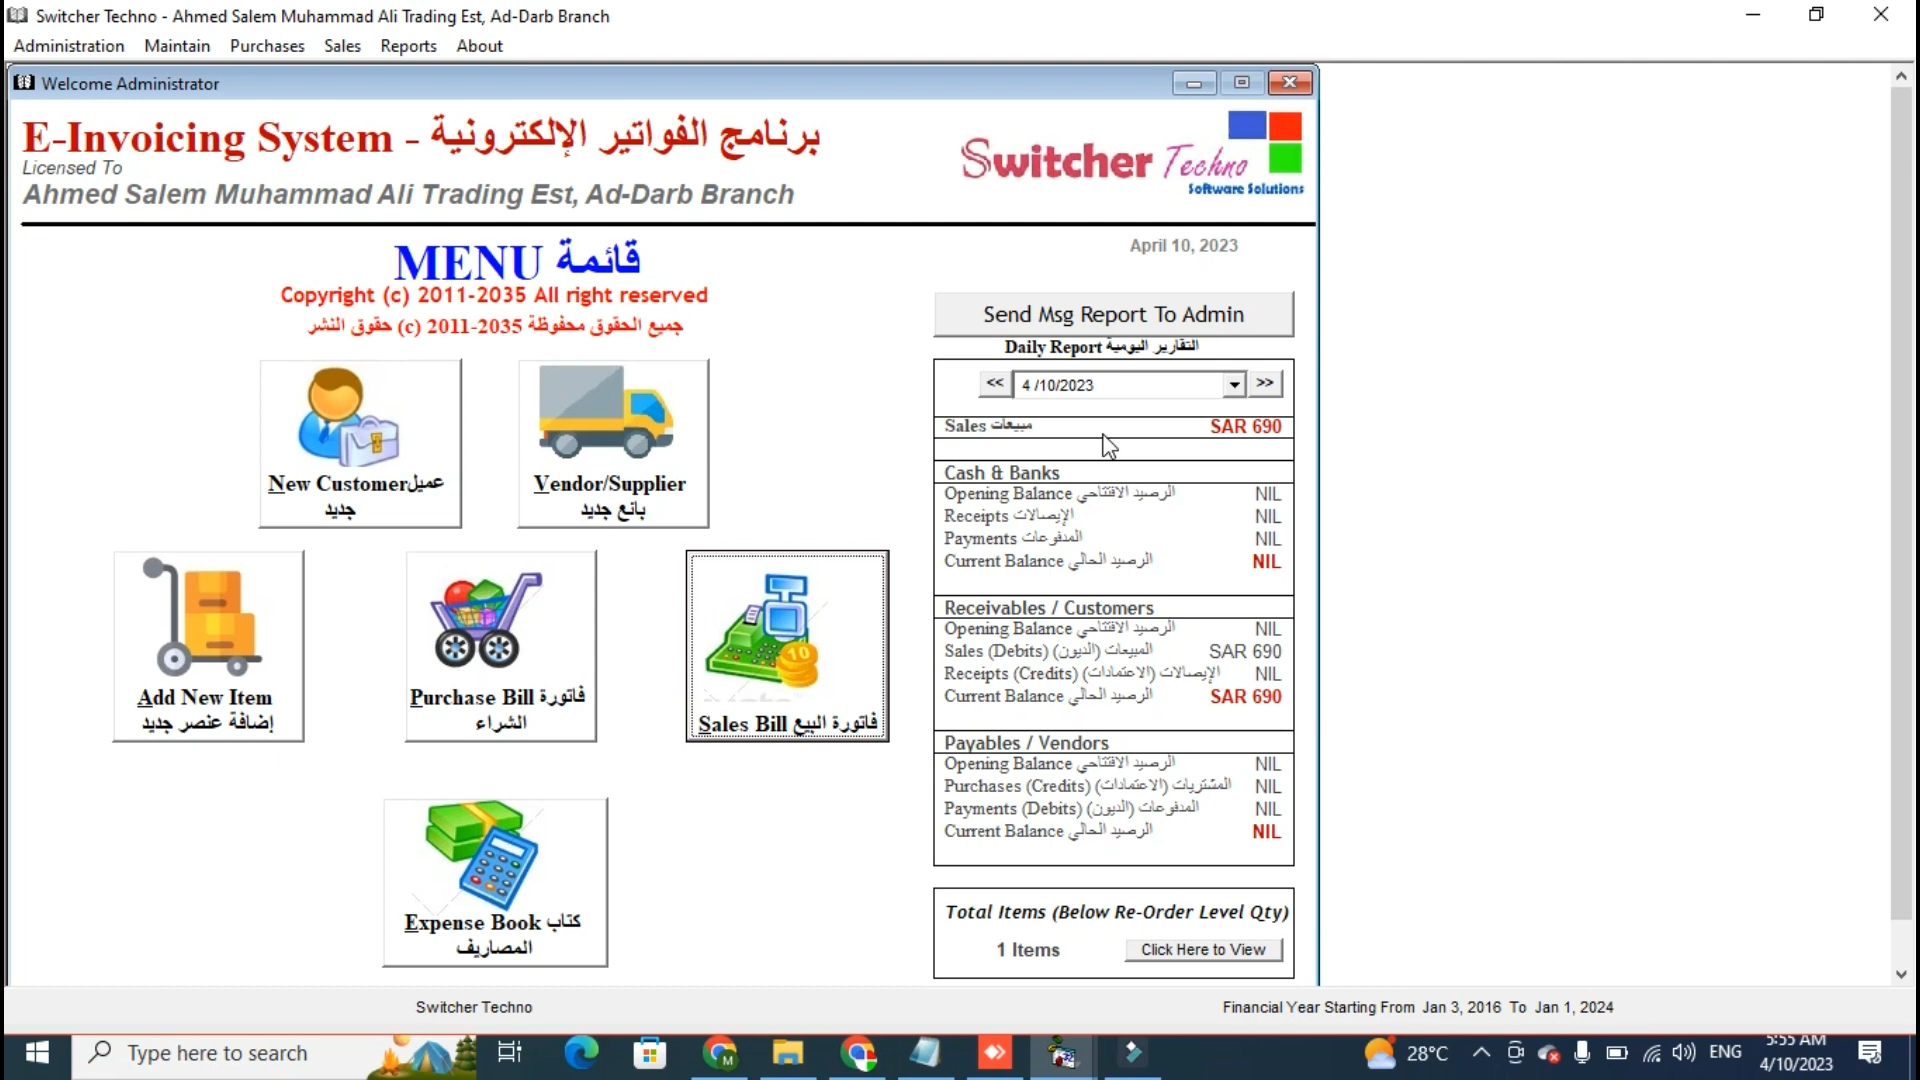 Switcher Techno - Ahmed Salem Muhammad Ali Trading Est, Ad-Darb Branch
Administration Maintain Purchases Sales Reports About
Welcome Administrator
E-Invoicing System - برنامج الفواتير الإلكترونية
Licensed To
Ahmed Salem Muhammad Ali Trading Est, Ad-Darb Branch
Switcher Techno
Software Solutions
MENU قائمة
Copyright (c) 2011-2035 All right reserved
جميع الحقوق محفوظة 2035-2011 (c) حقوق النشر
New Customer عميل
جديد
Vendor/Supplier
بائع جديد
Add New Item
إضافة عنصر جديد
Purchase Bill فاتورة
الشراء
10
Sales Bill فاتورة البيع
Expense Book كتاب
المصاريف
April 10, 2023
Send Msg Report To Admin
Daily Report التقارير اليومية
<< 4 /10/2023 >>
Sales مبيعات SAR 690
Cash & Banks
Opening Balance الرصيد الافتتاحي NIL
Receipts الإيصالات NIL
Payments المدفوعات NIL
Current Balance الرصيد الحالي NIL
Receivables / Customers
Opening Balance الرصيد الافتتاحي NIL
Sales (Debits) المبيعات (الديون) SAR 690
Receipts (Credits) الإيصالات (الاعتمادات) NIL
Current Balance الرصيد الحالي SAR 690
Payables / Vendors
Opening Balance الرصيد الافتتاحي NIL
Purchases (Credits) المشتريات (الاعتمادات) NIL
Payments (Debits) المدفوعات (الديون) NIL
Current Balance الرصيد الحالي NIL
Total Items (Below Re-Order Level Qty)
1 Items Click Here to View
Switcher Techno Financial Year Starting From Jan 3, 2016 To Jan 1, 2024
Type here to search M 28°C ENG 5:55 AM
4/10/2023